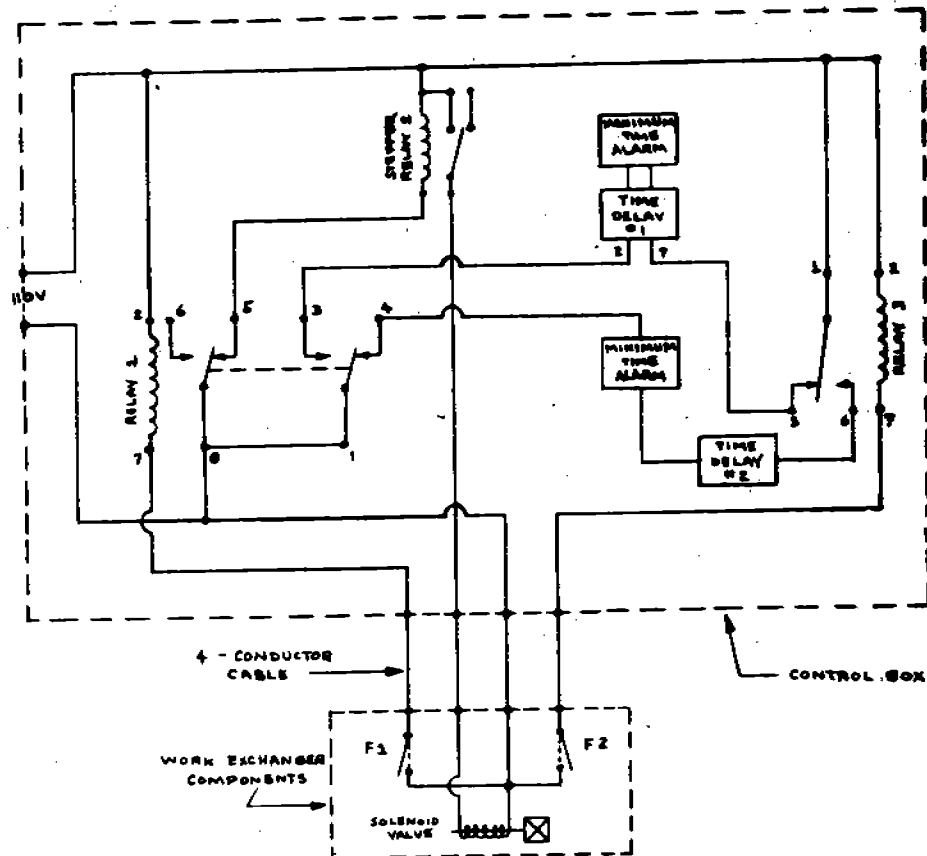 STEPPER
RELAY 2
MINIMUM
TIME
ALARM
TIME
DELAY
#1
2 7
110V
2 6 5 3 4
1 2
RELAY 1
RELAY 3
MINIMUM
TIME
ALARM
5 6 7
7 8 1
TIME
DELAY
#2
4 - CONDUCTOR
CABLE
CONTROL BOX
F1 F2
WORK EXCHANGER
COMPONENTS
SOLENOID
VALVE